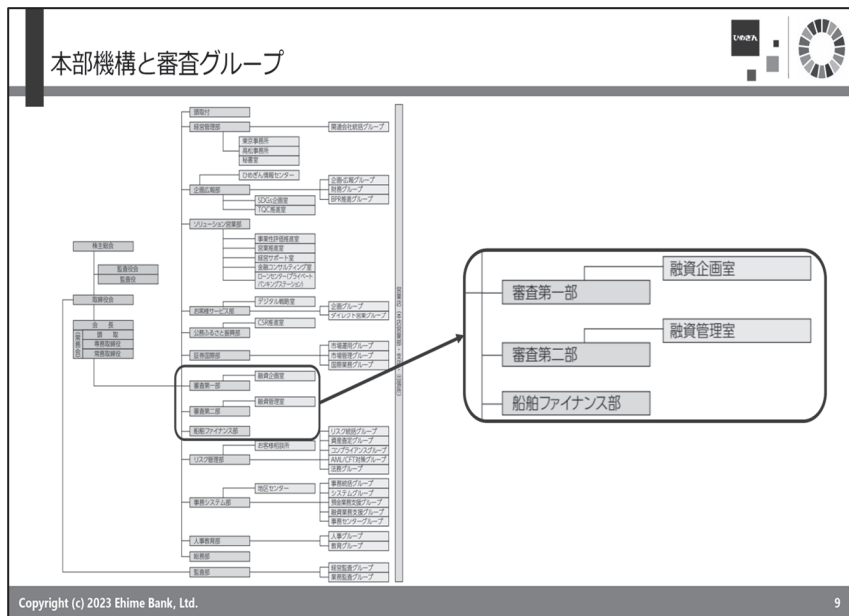 本部機構と審査グループ
ひめぎん
頭取付
経営管理部
関連会社統括グループ
東京事務所
高松事務所
秘書室
ひめぎん情報センター
企画広報部
企画・広報グループ
財務グループ
BPR推進グループ
SDGs企画室
TQC推進室
ソリューション営業部
事業性評価推進室
営業推進室
経営サポート室
金融コンサルティング室
ローンセンター(プライベート
バンキングステーション)
株主総会
監査役会
監査役
取締役会
会 長
頭 取
専務取締役
常務取締役
(常務会)
デジタル戦略室
お客様サービス部
企画グループ
ダイレクト営業グループ
CSR推進室
公務ふるさと振興部
証券国際部
市場運用グループ
市場管理グループ
国際業務グループ
融資企画室
審査第一部
融資管理室
審査第二部
船舶ファイナンス部
お客様相談所
リスク管理部
リスク統括グループ
資産査定グループ
コンプライアンスグループ
AML/CFT対策グループ
法務グループ
地区センター
事務システム部
事務統括グループ
システムグループ
預金業務支援グループ
融資業務支援グループ
事務センターグループ
人事教育部
人事グループ
教育グループ
総務部
監査部
経営監査グループ
業務監査グループ
営業店(本店営業部・支店・出張所)
融資企画室
審査第一部
融資管理室
審査第二部
船舶ファイナンス部
Copyright (c) 2023 Ehime Bank, Ltd.
9